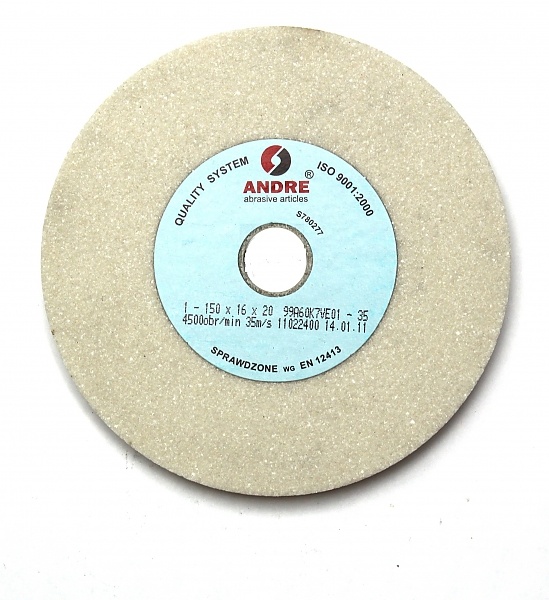 QUALITY SYSTEM
ISO 9001:2000
ANDRE®
abrasive articles
S780277
1 - 150 x 16 x 20 99A60K7VE01 - 35
4500obr/min 35m/s 11022400 14.01.11
SPRAWDZONE WG EN 12413